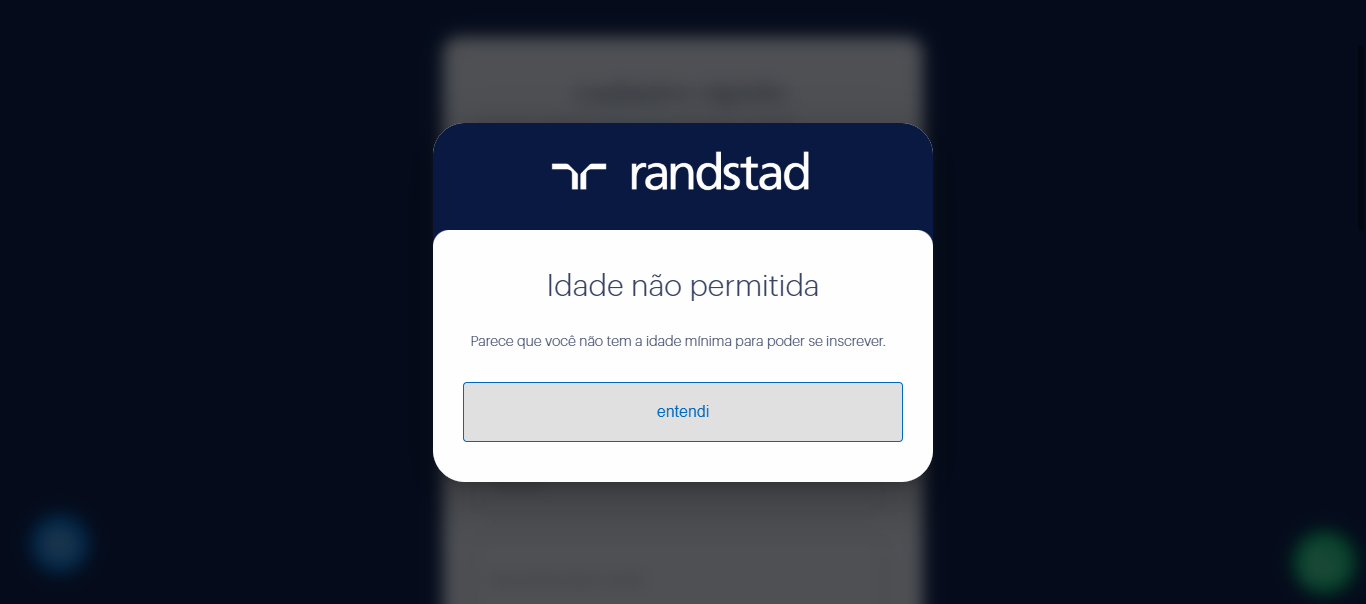 randstad
Idade não permitida
Parece que você não tem a idade mínima para poder se inscrever.
entendi